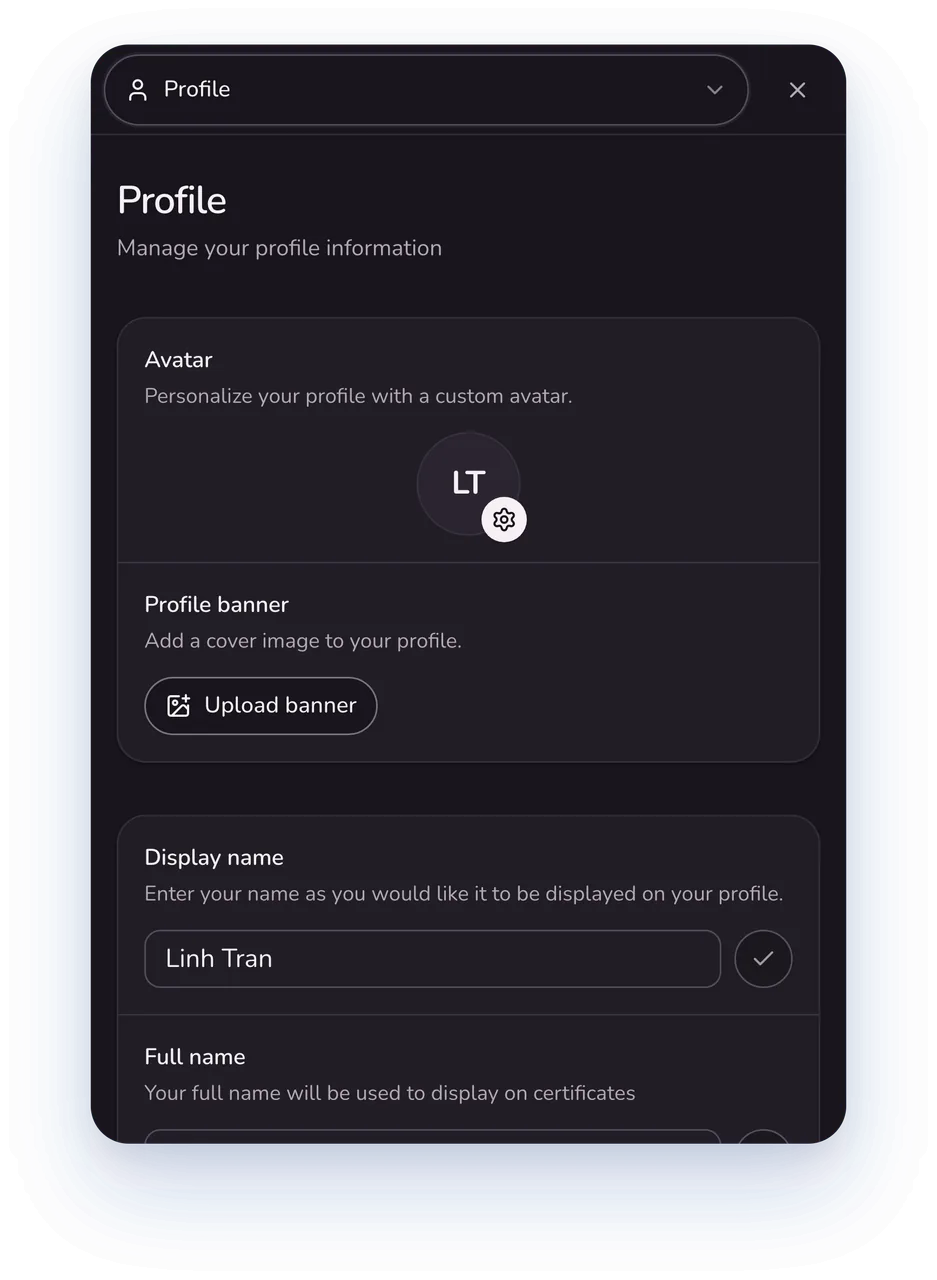 Profile
Profile
Manage your profile information
Avatar
Personalize your profile with a custom avatar.
LT
Profile banner
Add a cover image to your profile.
Upload banner
Display name
Enter your name as you would like it to be displayed on your profile.
Linh Tran
Full name
Your full name will be used to display on certificates